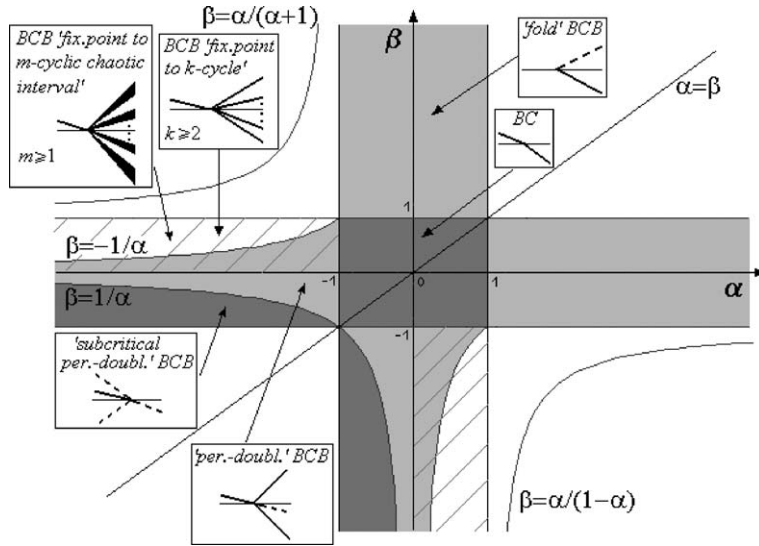 β=α/(α+1)
BCB 'fix.point to
m-cyclic chaotic
interval'
m⩾1
BCB 'fix.point
to k-cycle'
k⩾2
β
'fold' BCB
α=β
BC
1
β=−1/α
-1
0
1
α
β=1/α
-1
'subcritical
per.-doubl.' BCB
'per.-doubl.' BCB
β=α/(1−α)